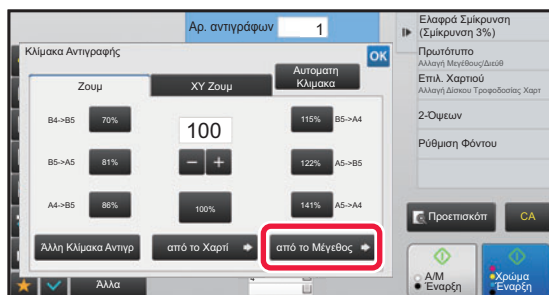 Αρ. αντιγράφων 1
Κλίμακα Αντιγραφής
OK
Ζουμ
XY Ζουμ
Αυτοματη
Κλιμακα
B4->B5 70%
100
115% B5->A4
B5->A5 81%
− +
122% A5->B5
A4->B5 86%
100%
141% A5->A4
Άλλη Κλίμακα Αντιγρ
από το Χαρτί
από το Μέγεθος
Άλλα
Ελαφρά Σμίκρυνση
(Σμίκρυνση 3%)
Πρωτότυπο
Αλλαγή Μεγέθους/Διεύθ
Επιλ. Χαρτιού
Αλλαγή Δίσκου Τροφοδοσίας Χαρτ
2-Όψεων
Ρύθμιση Φόντου
Προεπισκόπ
CA
Α/Μ
Έναρξη
Χρώμα
Έναρξη